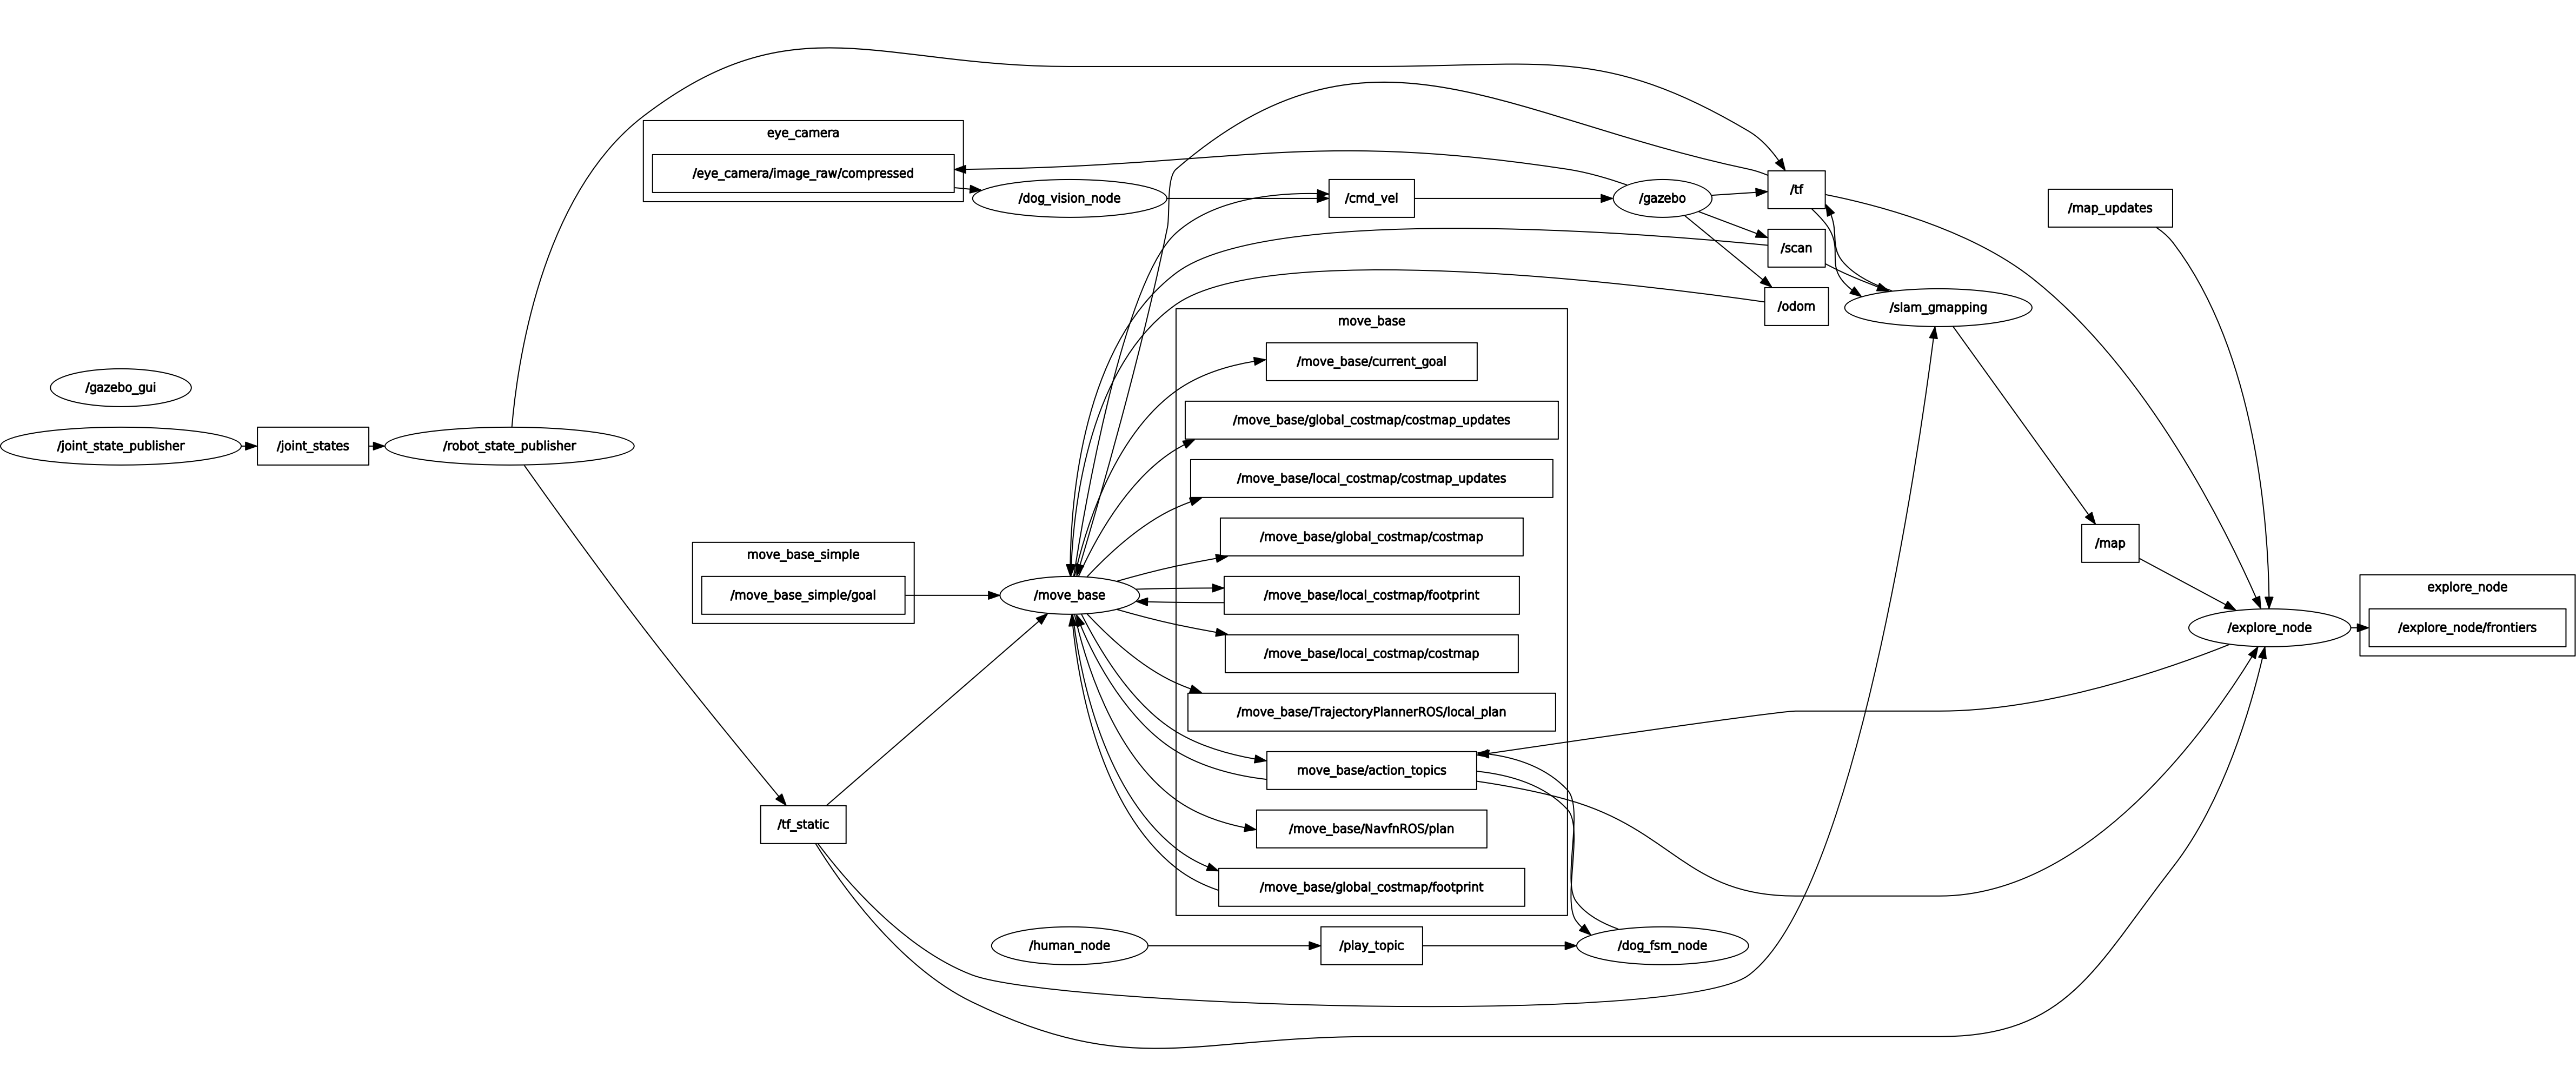 eye_camera
/eye_camera/image_raw/compressed
/dog_vision_node
/cmd_vel
/gazebo
/tf
/scan
/odom
/map_updates
/slam_gmapping
/gazebo_gui
/joint_state_publisher
/joint_states
/robot_state_publisher
move_base
/move_base/current_goal
/move_base/global_costmap/costmap_updates
/move_base/local_costmap/costmap_updates
/move_base/global_costmap/costmap
/move_base/local_costmap/footprint
/move_base/local_costmap/costmap
/move_base/TrajectoryPlannerROS/local_plan
move_base/action_topics
/move_base/NavfnROS/plan
/move_base/global_costmap/footprint
move_base_simple
/move_base_simple/goal
/move_base
/map
/explore_node
explore_node
/explore_node/frontiers
/tf_static
/human_node
/play_topic
/dog_fsm_node